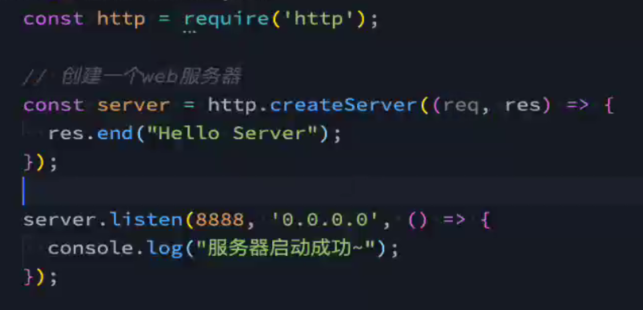 const http = require('http');
// 创建一个web服务器
const server = http.createServer((req, res) => {
  res.end("Hello Server");
});
server.listen(8888, '0.0.0.0', () => {
  console.log("服务器启动成功~");
});